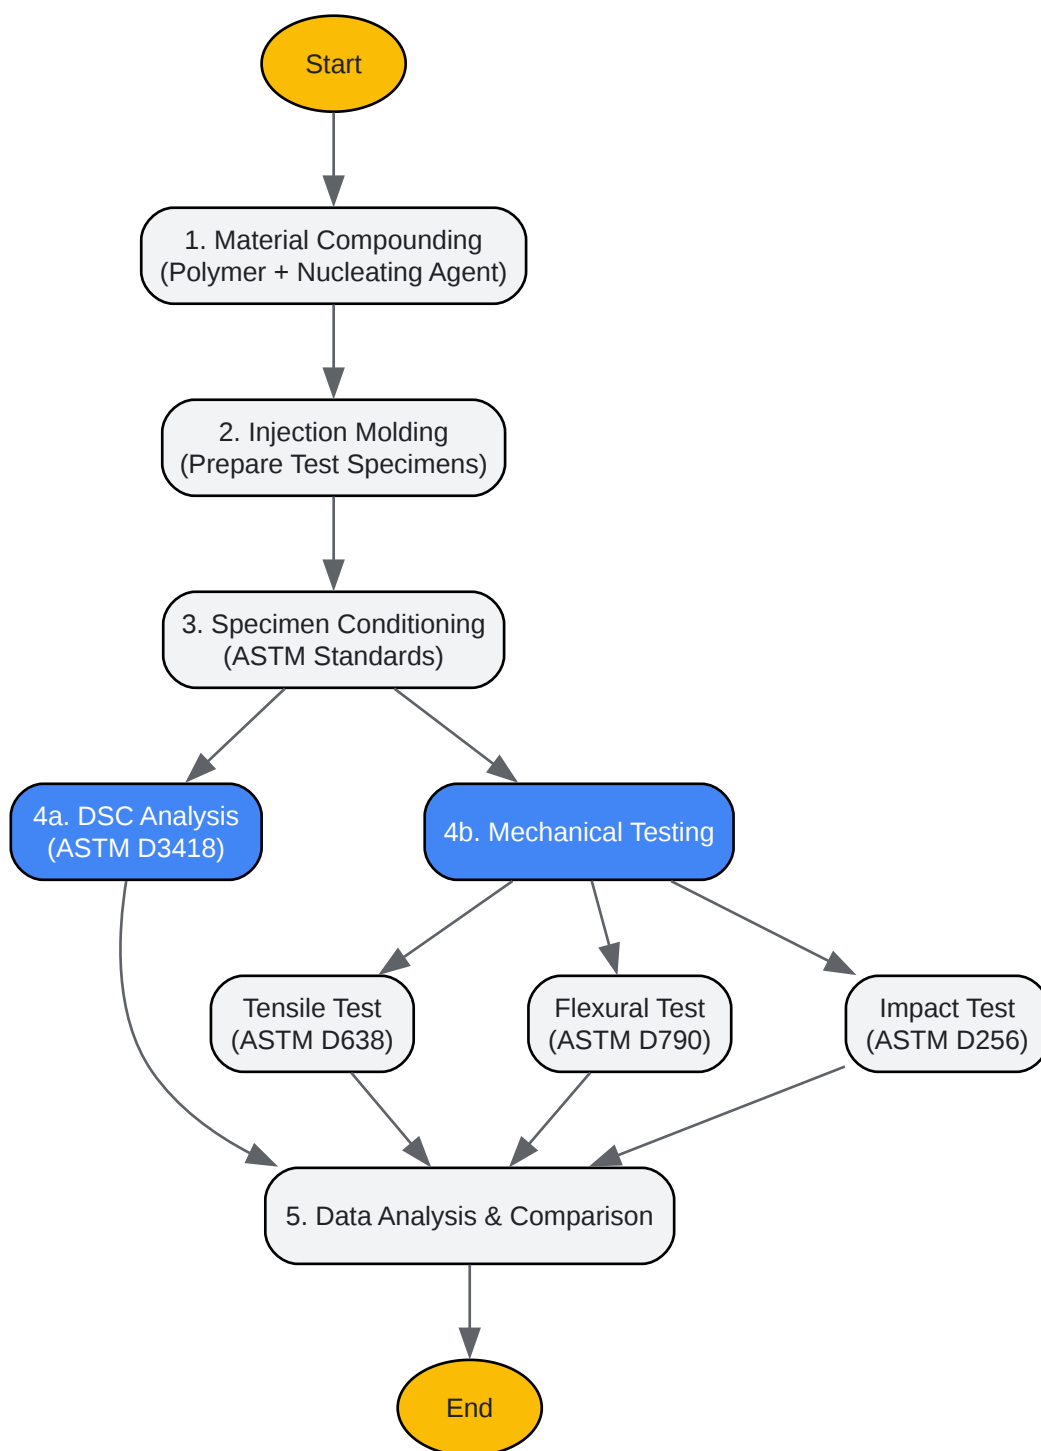 Start
1. Material Compounding
(Polymer + Nucleating Agent)
2. Injection Molding
(Prepare Test Specimens)
3. Specimen Conditioning
(ASTM Standards)
4a. DSC Analysis
(ASTM D3418)
4b. Mechanical Testing
Tensile Test
(ASTM D638)
Flexural Test
(ASTM D790)
Impact Test
(ASTM D256)
5. Data Analysis & Comparison
End